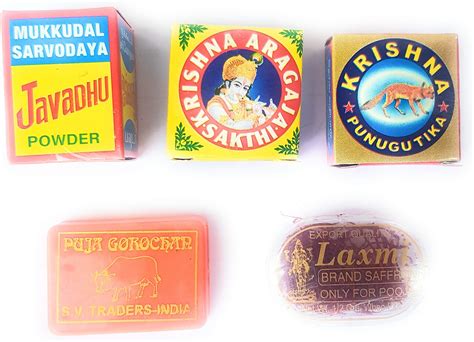 MUKKUDAL
SARVODAYA
JAVADHU
POWDER
KRISHNA ARAGAJA
SAKTHI
KRISHNA
★ PUNUGUTIKA ★
PUJA GOROCHAN
S.V. TRADERS-INDIA
EXPORT QUALITY
Laxmi
BRAND SAFFR
ONLY FOR POO